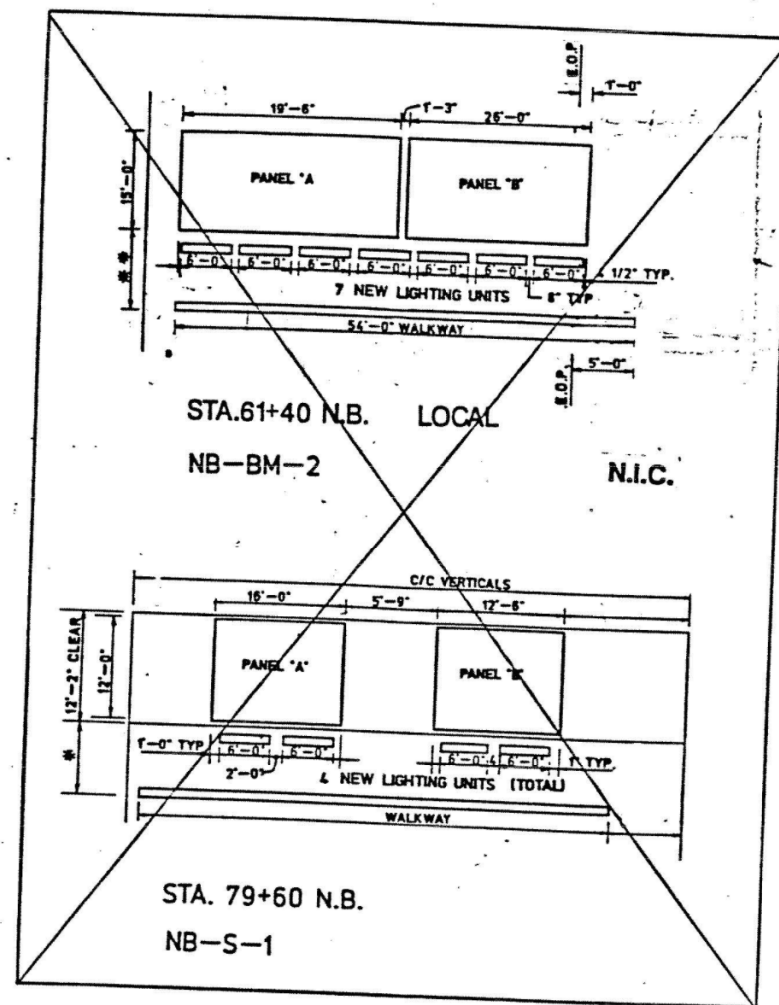 E.O.P.
1'-0"
19'-6"
1'-3"
26'-0"
15'-0"
PANEL "A
PANEL "B"
* *
6'-0" 6'-0" 6'-0" 6'-0" 6'-0" 6'-0" 6'-0" 4 1/2" TYP.
7 NEW LIGHTING UNITS
8" TYP
54'-0" WALKWAY
5'-0"
E.O.P.
STA.61+40 N.B. LOCAL
NB-BM-2
N.I.C.
C/C VERTICALS
16'-0"
5'-9"
12'-6"
12'-2" CLEAR
12'-0"
PANEL "A"
PANEL "B"
*
1'-0" TYP
6'-0" 6'-0" 6'-0" 6'-0" TYP.
2'-0"
4 NEW LIGHTING UNITS (TOTAL)
WALKWAY
STA. 79+60 N.B.
NB-S-1